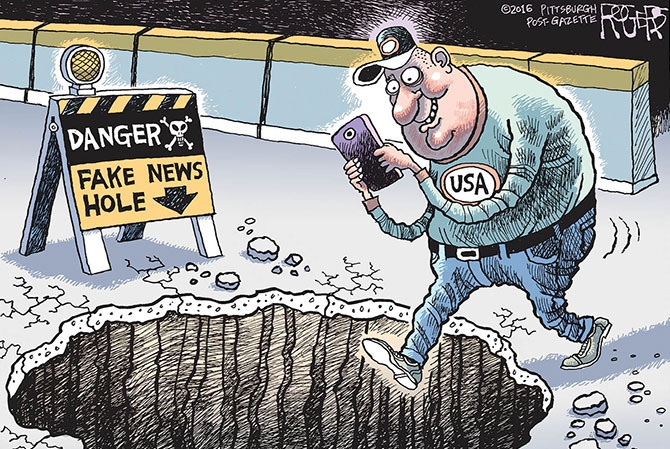 ©2016 PITTSBURGH
POST-GAZETTE
ROGERS
DANGER
FAKE NEWS
HOLE
USA